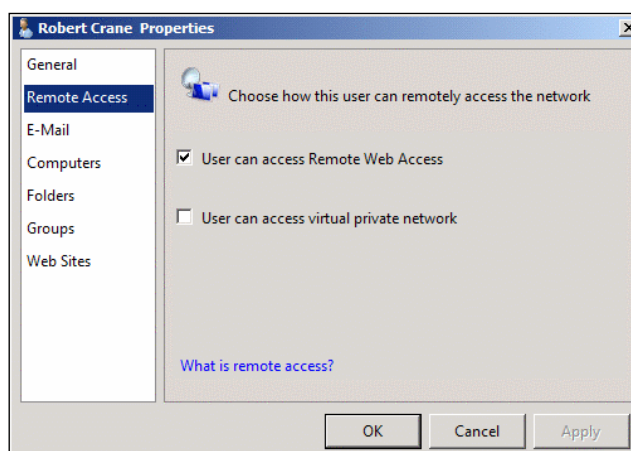 Robert Crane Properties
General
Remote Access
E-Mail
Computers
Folders
Groups
Web Sites
Choose how this user can remotely access the network
User can access Remote Web Access
User can access virtual private network
What is remote access?
OK
Cancel
Apply